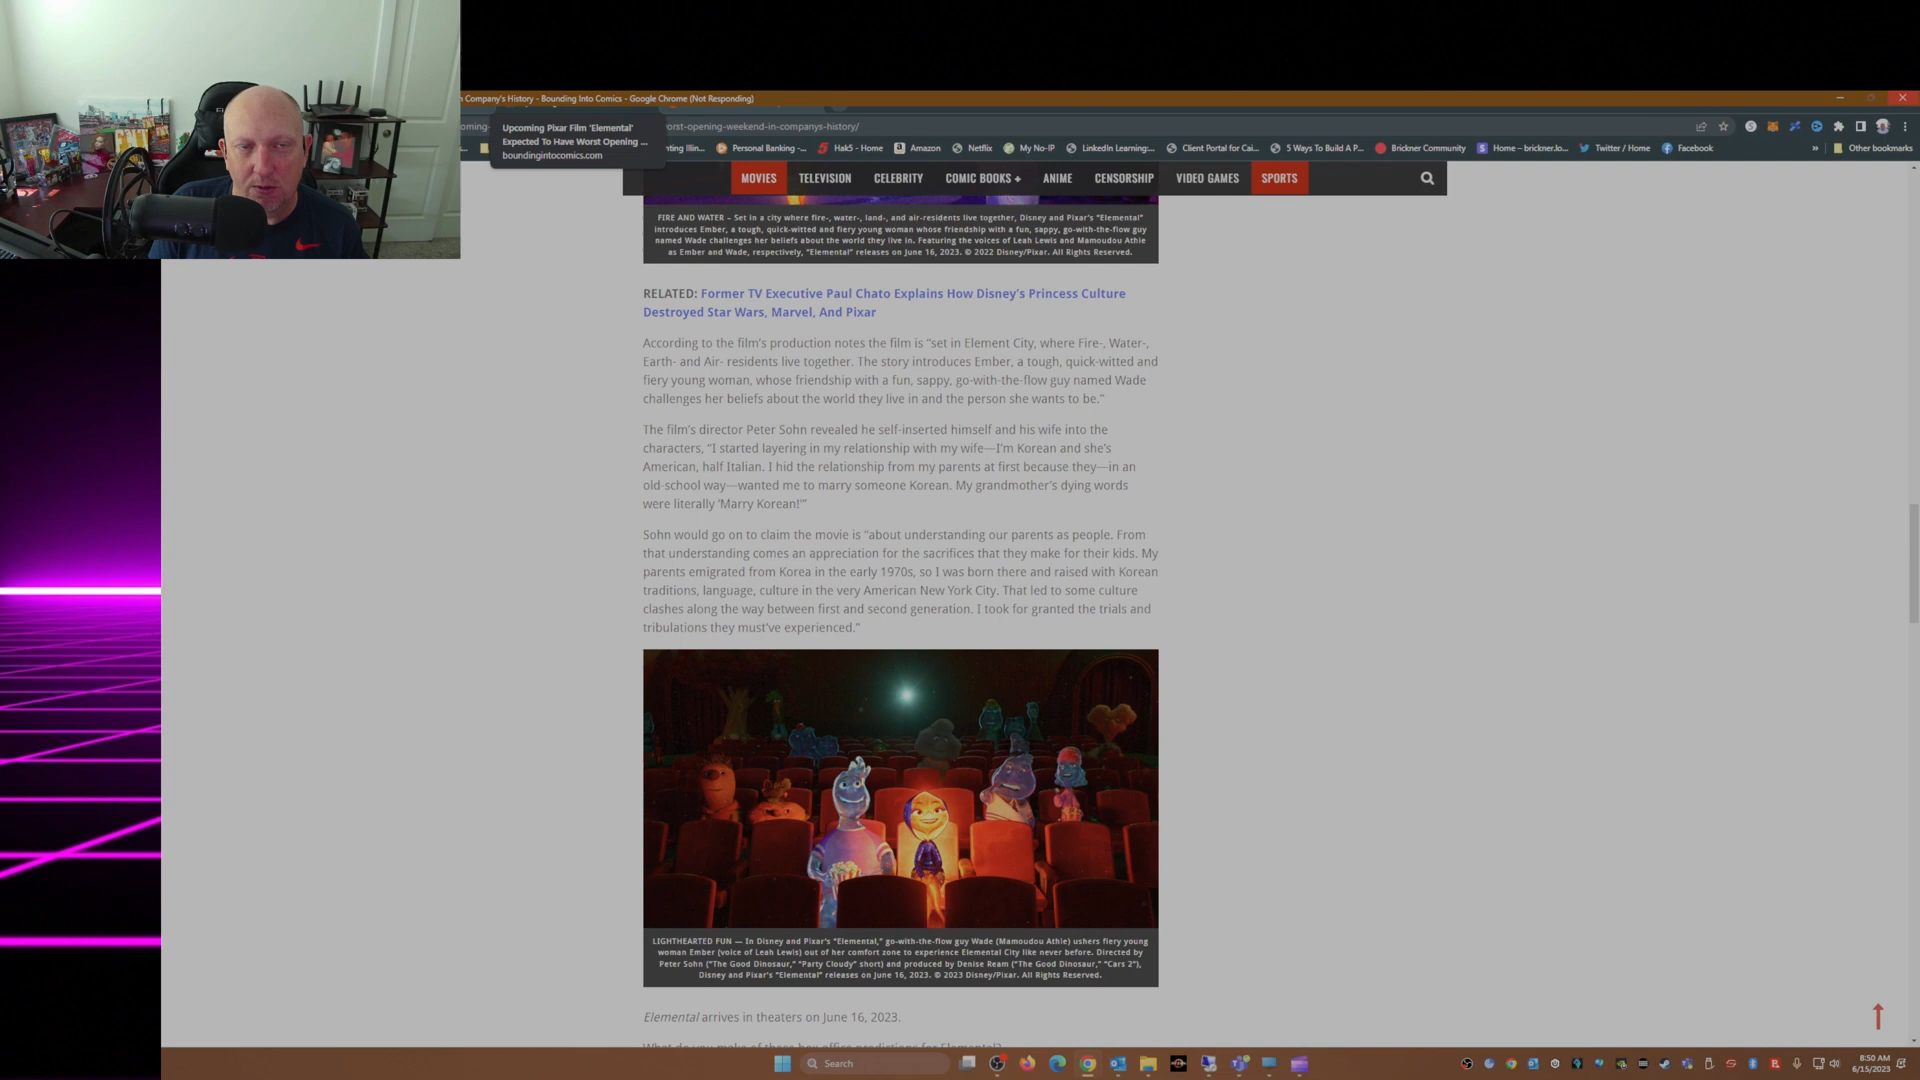 n Company's History - Bounding Into Comics - Google Chrome (Not Responding)
oming-
Upcoming Pixar Film 'Elemental'
Expected To Have Worst Opening ...
boundingintocomics.com
orst-opening-weekend-in-companys-history/
nting Illin...
Personal Banking -...
Hak5 - Home
Amazon
Netflix
My No-IP
LinkedIn Learning:...
Client Portal for Cai...
5 Ways To Build A P...
Brickner Community
Home – brickner.lo...
Twitter / Home
Facebook
»
Other bookmarks
MOVIES
TELEVISION
CELEBRITY
COMIC BOOKS +
ANIME
CENSORSHIP
VIDEO GAMES
SPORTS
FIRE AND WATER – Set in a city where fire-, water-, land-, and air-residents live together, Disney and Pixar's "Elemental"
introduces Ember, a tough, quick-witted and fiery young woman whose friendship with a fun, sappy, go-with-the-flow guy
named Wade challenges her beliefs about the world they live in. Featuring the voices of Leah Lewis and Mamoudou Athie
as Ember and Wade, respectively, "Elemental" releases on June 16, 2023. © 2022 Disney/Pixar. All Rights Reserved.
RELATED: Former TV Executive Paul Chato Explains How Disney's Princess Culture
Destroyed Star Wars, Marvel, And Pixar
According to the film's production notes the film is "set in Element City, where Fire-, Water-,
Earth- and Air- residents live together. The story introduces Ember, a tough, quick-witted and
fiery young woman, whose friendship with a fun, sappy, go-with-the-flow guy named Wade
challenges her beliefs about the world they live in and the person she wants to be."
The film's director Peter Sohn revealed he self-inserted himself and his wife into the
characters, "I started layering in my relationship with my wife—I'm Korean and she's
American, half Italian. I hid the relationship from my parents at first because they—in an
old-school way—wanted me to marry someone Korean. My grandmother's dying words
were literally 'Marry Korean!'"
Sohn would go on to claim the movie is "about understanding our parents as people. From
that understanding comes an appreciation for the sacrifices that they make for their kids. My
parents emigrated from Korea in the early 1970s, so I was born there and raised with Korean
traditions, language, culture in the very American New York City. That led to some culture
clashes along the way between first and second generation. I took for granted the trials and
tribulations they must've experienced."
LIGHTHEARTED FUN — In Disney and Pixar's "Elemental," go-with-the-flow guy Wade (Mamoudou Athie) ushers fiery young
woman Ember (voice of Leah Lewis) out of her comfort zone to experience Elemental City like never before. Directed by
Peter Sohn ("The Good Dinosaur," "Party Cloudy" short) and produced by Denise Ream ("The Good Dinosaur," "Cars 2"),
Disney and Pixar's "Elemental" releases on June 16, 2023. © 2023 Disney/Pixar. All Rights Reserved.
Elemental arrives in theaters on June 16, 2023.
What do you make of these box office predictions for Elemental?
Search
8:50 AM
6/15/2023